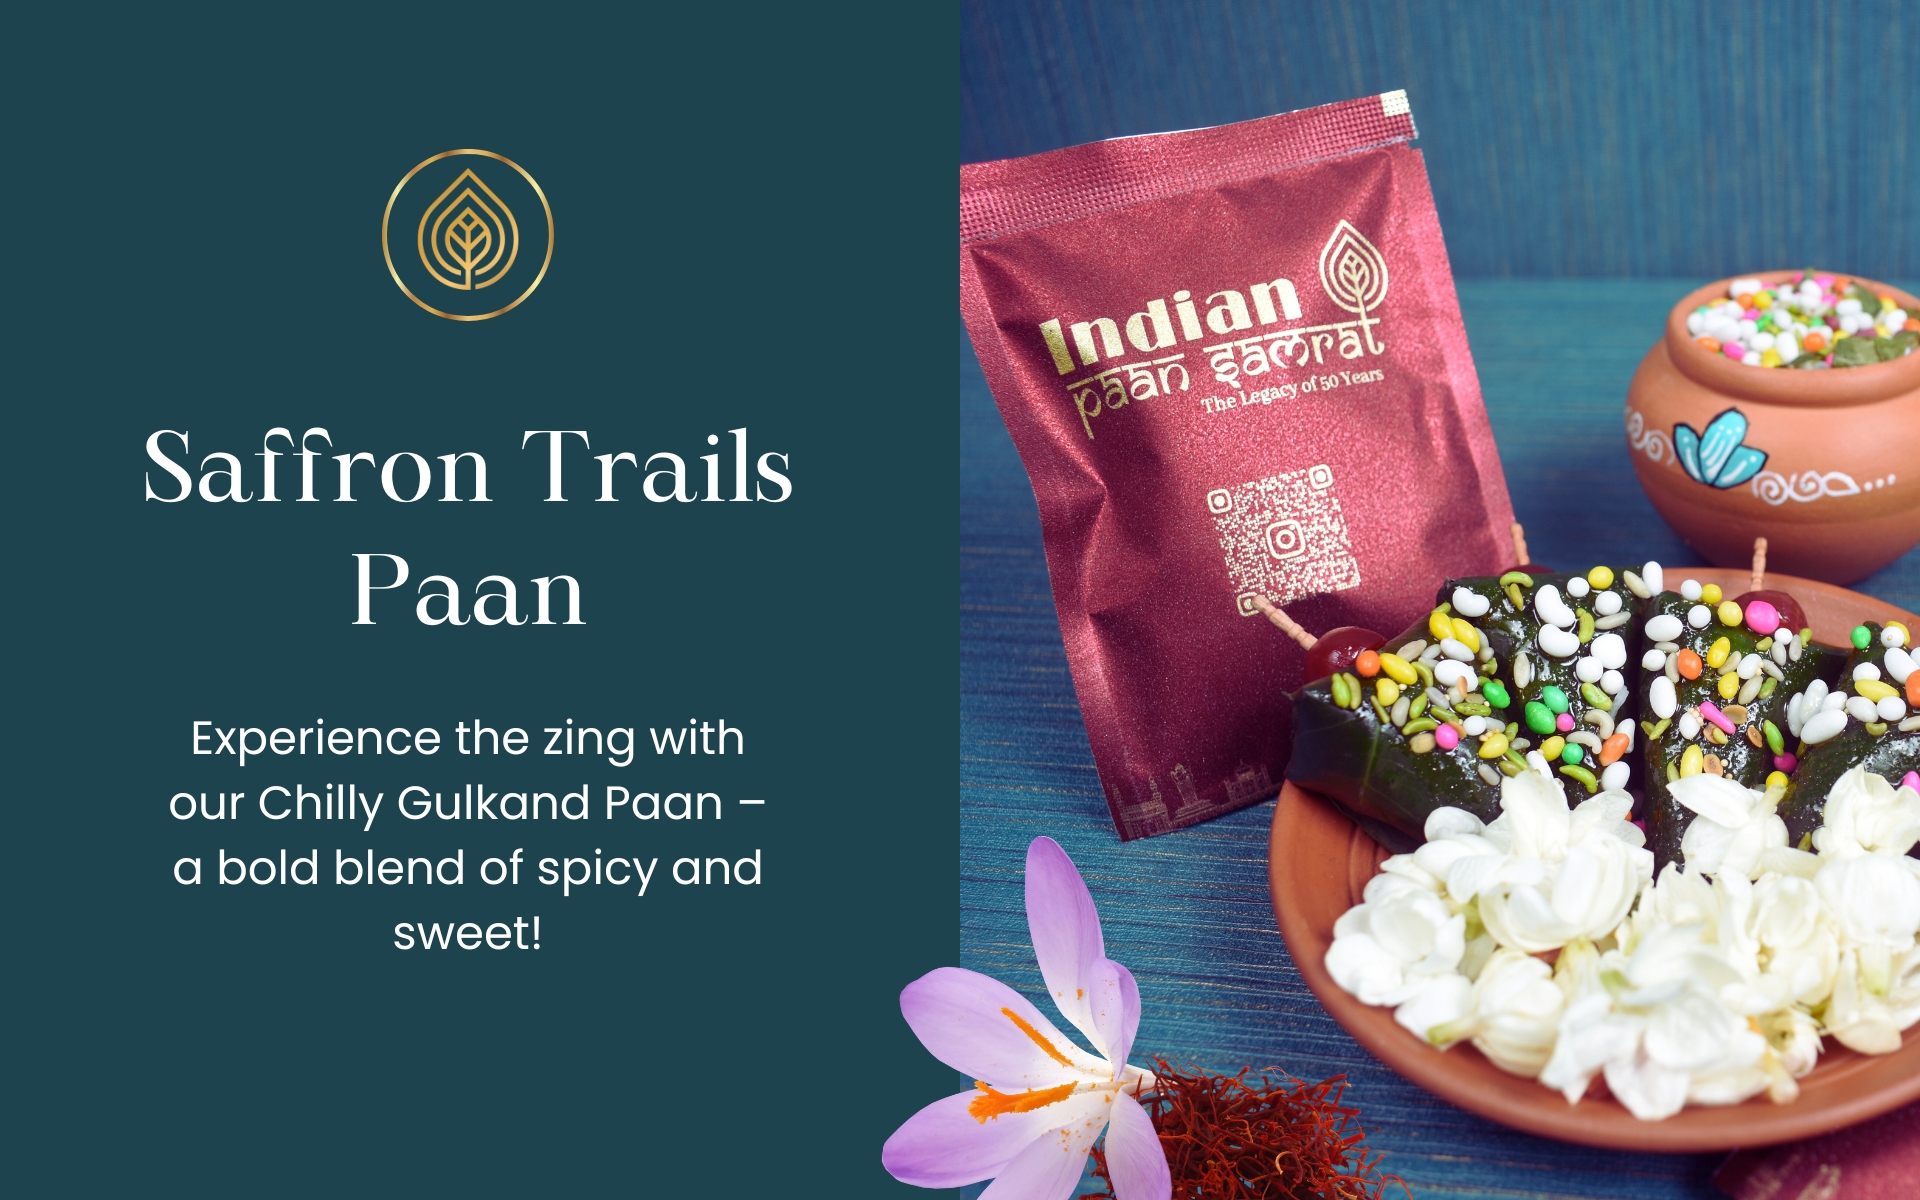 Saffron Trails
Paan
Experience the zing with
our Chilly Gulkand Paan –
a bold blend of spicy and
sweet!
Indian
paan samrat
The Legacy of 50 Years